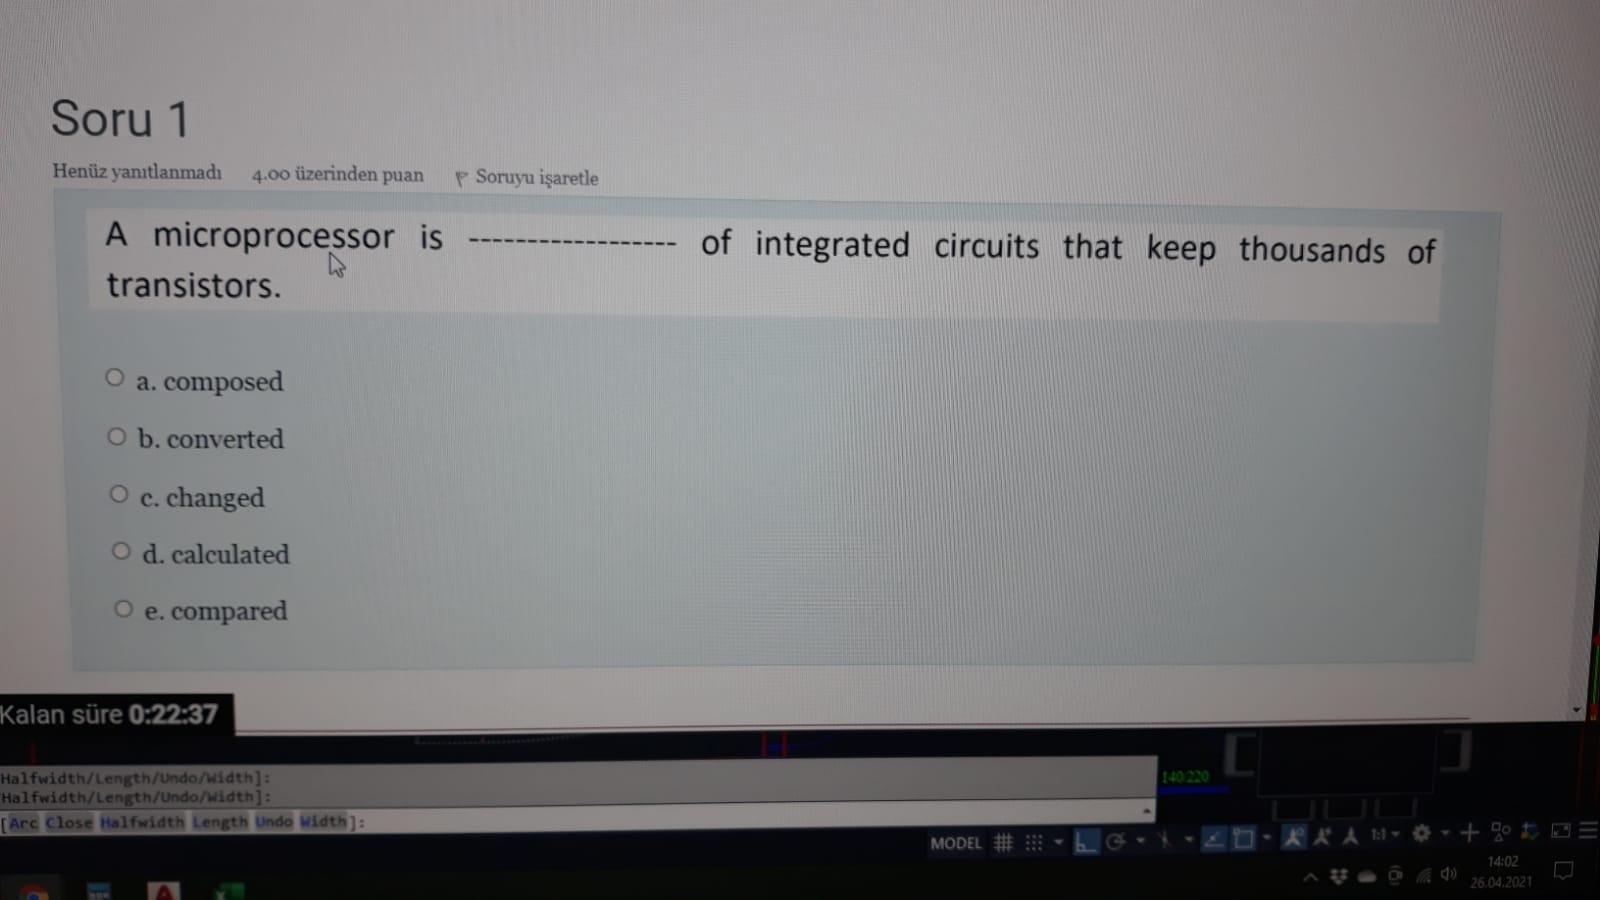 Soru 1
Henüz yanıtlanmadı 4.00 üzerinden puan Soruyu işaretle
A microprocessor is ------------------ of integrated circuits that keep thousands of
transistors.
a. composed
b. converted
c. changed
d. calculated
e. compared
Kalan süre 0:22:37
Halfwidth/Length/Undo/Width]:
Halfwidth/Length/Undo/Width]:
[Arc Close Halfwidth Length Undo Width]:
140/220
MODEL 1:1
14:02
26.04.2021